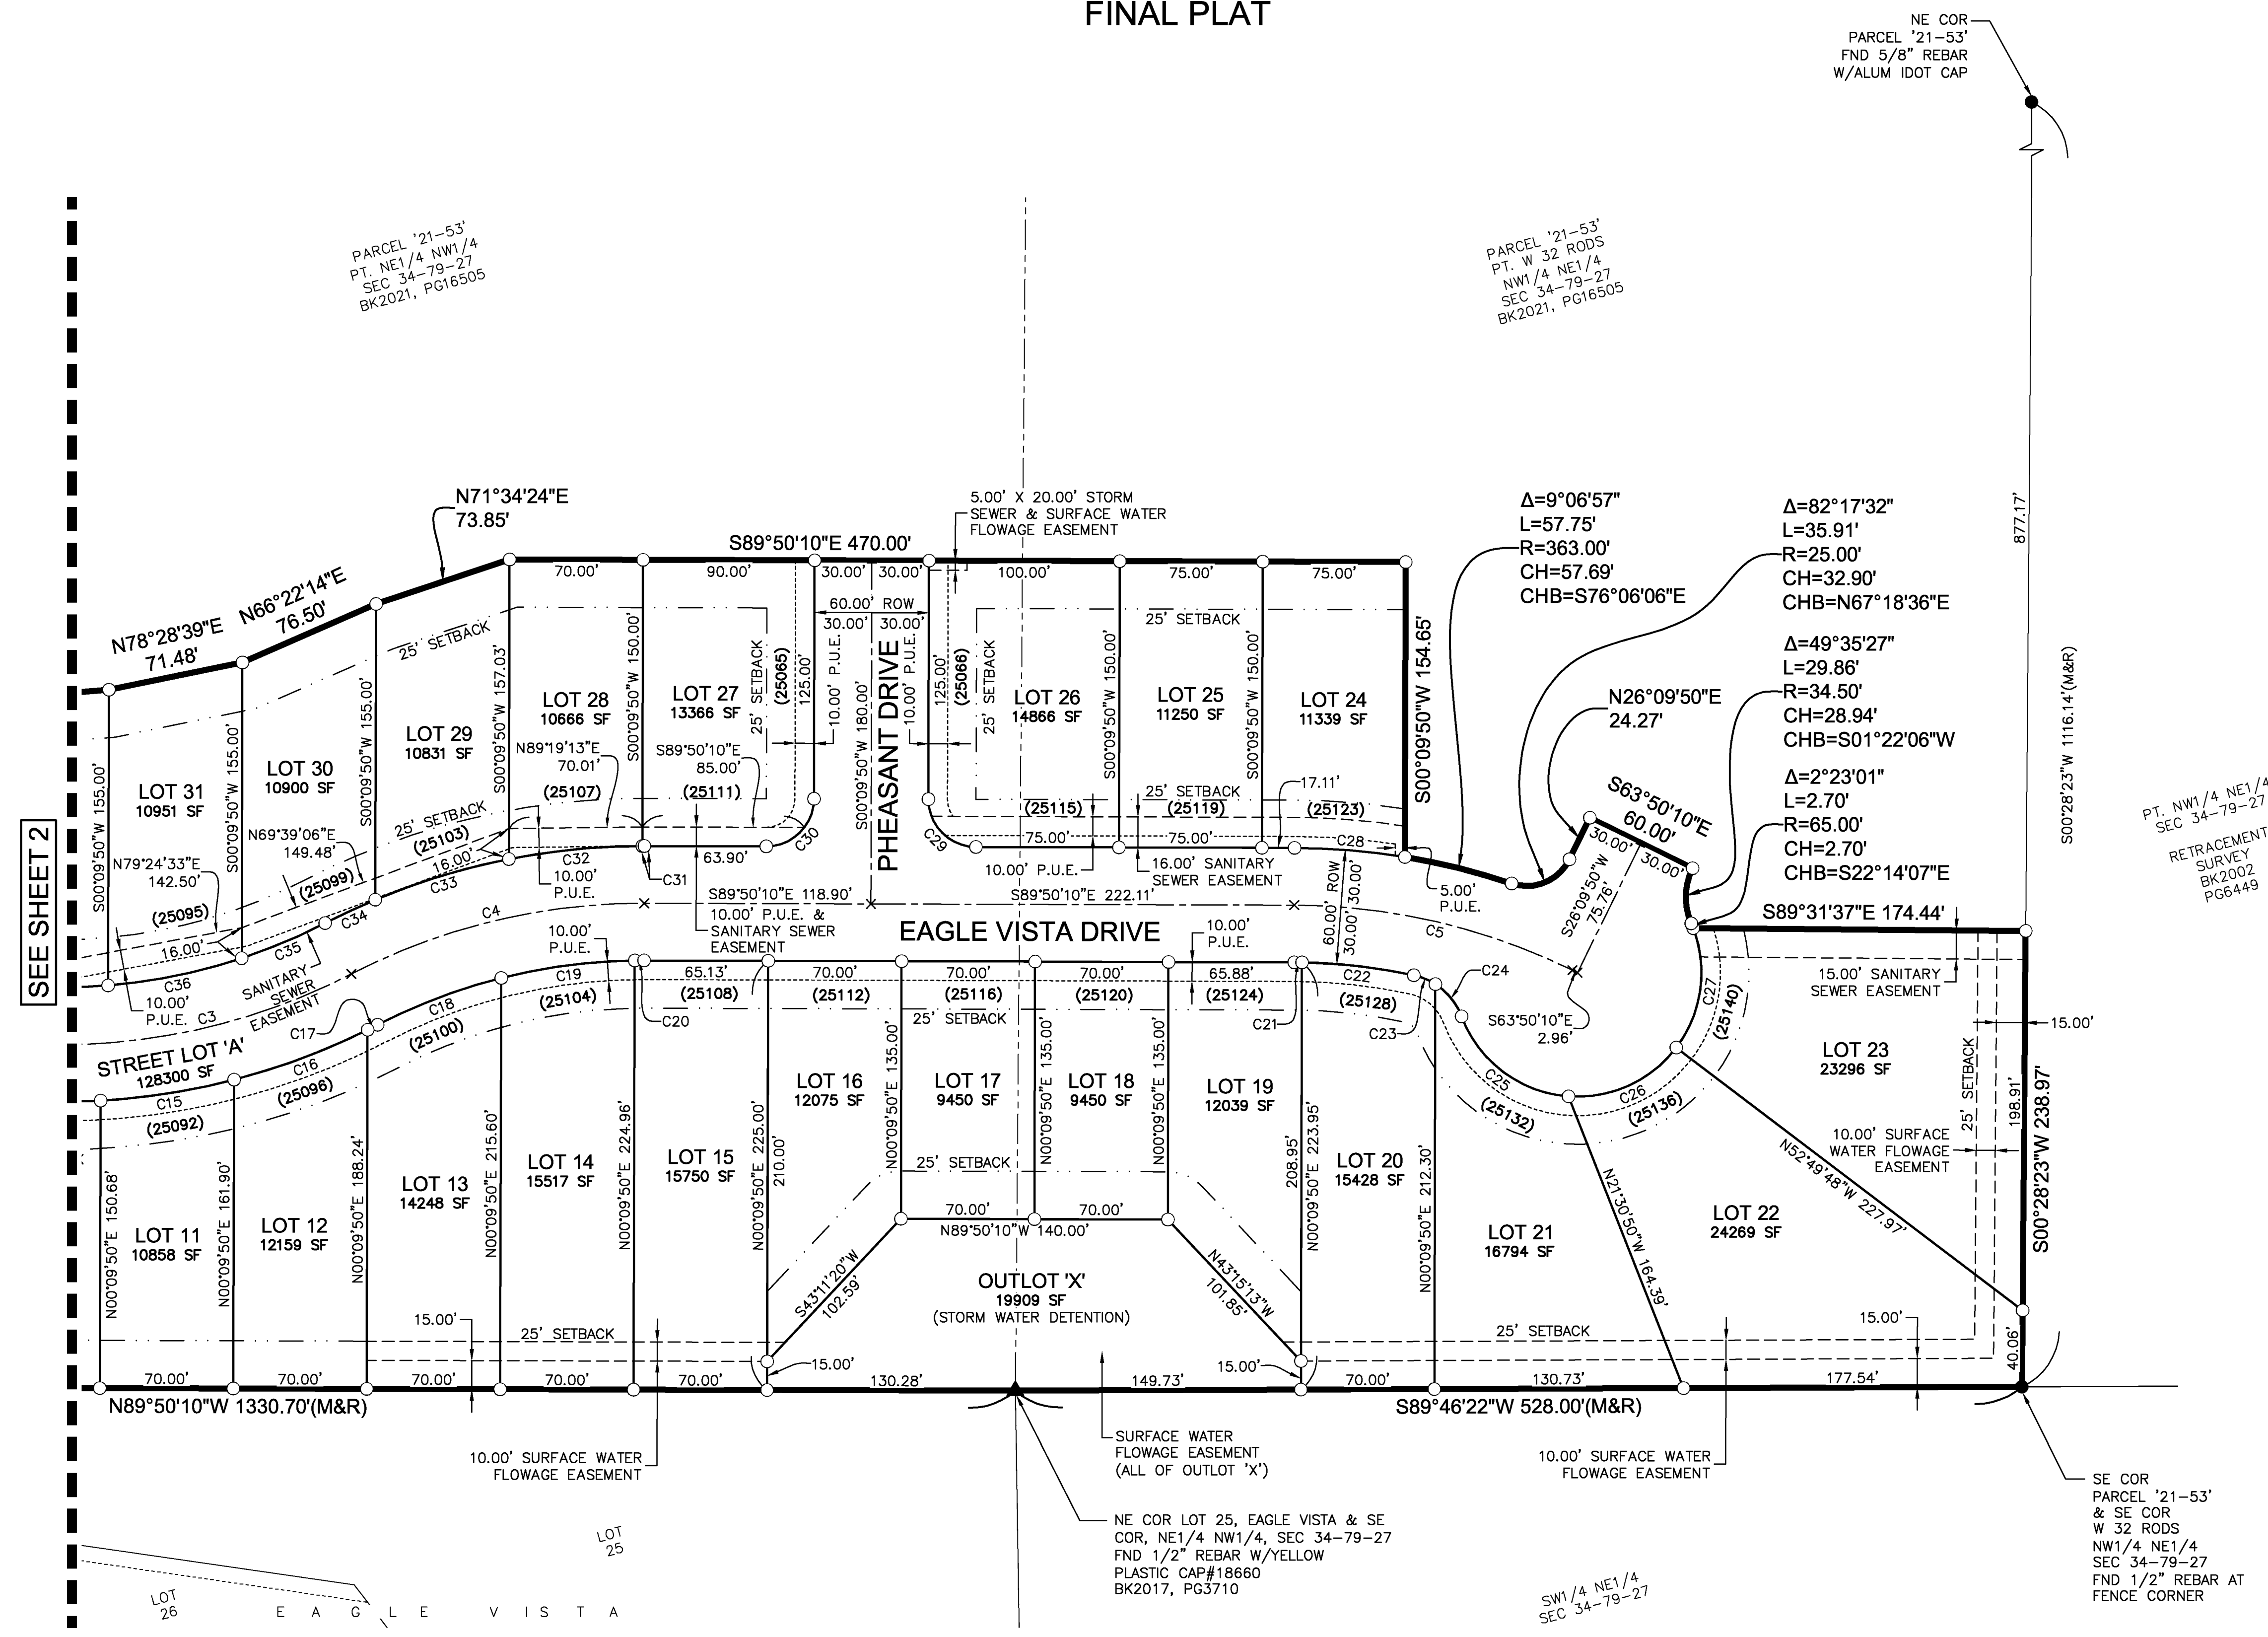 FINAL PLAT
NE COR
PARCEL '21-53'
FND 5/8" REBAR
W/ALUM IDOT CAP
PARCEL '21-53'
PT. NE1/4 NW1/4
SEC 34-79-27
BK2021, PG16505
PARCEL '21-53'
PT. W 32 RODS
NW1/4 NE1/4
SEC 34-79-27
BK2021, PG16505
877.17'
S00°28'23"W 1116.14'(M&R)
PT. NW1/4 NE1/4
SEC 34-79-27
RETRACEMENT
SURVEY
BK2002
PG6449
SEE SHEET 2
N78°28'39"E
71.48'
N66°22'14"E
76.50'
N71°34'24"E
73.85'
S89°50'10"E 470.00'
5.00' X 20.00' STORM
SEWER & SURFACE WATER
FLOWAGE EASEMENT
Δ=9°06'57"
L=57.75'
R=363.00'
CH=57.69'
CHB=S76°06'06"E
Δ=82°17'32"
L=35.91'
R=25.00'
CH=32.90'
CHB=N67°18'36"E
Δ=49°35'27"
L=29.86'
R=34.50'
CH=28.94'
CHB=S01°22'06"W
Δ=2°23'01"
L=2.70'
R=65.00'
CH=2.70'
CHB=S22°14'07"E
N26°09'50"E
24.27'
S63°50'10"E
60.00'
30.00'
30.00'
S26°09'50"W
75.76'
S89°31'37"E 174.44'
70.00'
90.00'
30.00'
30.00'
100.00'
75.00'
75.00'
60.00' ROW
30.00'
30.00'
25' SETBACK
25' SETBACK
S00°09'50"W 155.00'
LOT 31
10951 SF
S00°09'50"W 155.00'
LOT 30
10900 SF
S00°09'50"W 155.00'
LOT 29
10831 SF
S00°09'50"W 157.03'
LOT 28
10666 SF
S00°09'50"W 150.00'
LOT 27
13366 SF
25' SETBACK
(25065)
125.00'
10.00' P.U.E.
S00°09'50"W 180.00'
PHEASANT DRIVE
10.00' P.U.E.
125.00'
(25066)
25' SETBACK
LOT 26
14866 SF
S00°09'50"W 150.00'
LOT 25
11250 SF
S00°09'50"W 150.00'
LOT 24
11339 SF
S00°09'50"W 154.65'
N89°19'13"E
70.01'
S89°50'10"E
85.00'
(25107)
(25111)
25' SETBACK
(25103)
(25099)
(25095)
N69°39'06"E
149.48'
N79°24'33"E
142.50'
16.00'
16.00'
25' SETBACK
17.11'
(25115)
(25119)
(25123)
C36
C35
C34
C33
C32
C31
C30
C29
C28
10.00'
P.U.E.
63.90'
75.00'
75.00'
10.00' P.U.E.
16.00' SANITARY
SEWER EASEMENT
5.00'
P.U.E.
10.00'
P.U.E.
SANITARY
SEWER
EASEMENT
C3
C4
S89°50'10"E 118.90'
S89°50'10"E 222.11'
10.00' P.U.E. &
SANITARY SEWER
EASEMENT
EAGLE VISTA DRIVE
10.00'
P.U.E.
10.00'
P.U.E.
60.00' ROW
30.00'
30.00'
C5
S63°50'10"E
2.96'
STREET LOT 'A'
128300 SF
C15
C16
C17
C18
C19
C20
65.13'
70.00'
70.00'
70.00'
65.88'
C21
C22
C23
C24
C25
C26
C27
(25092)
(25096)
(25100)
(25104)
(25108)
(25112)
(25116)
(25120)
(25124)
(25128)
(25132)
(25136)
(25140)
25' SETBACK
15.00' SANITARY
SEWER EASEMENT
15.00'
N00°09'50"E 150.68'
LOT 11
10858 SF
N00°09'50"E 161.90'
LOT 12
12159 SF
N00°09'50"E 188.24'
LOT 13
14248 SF
N00°09'50"E 215.60'
LOT 14
15517 SF
N00°09'50"E 224.96'
LOT 15
15750 SF
N00°09'50"E 225.00'
210.00'
LOT 16
12075 SF
N00°09'50"E 135.00'
LOT 17
9450 SF
N00°09'50"E 135.00'
LOT 18
9450 SF
N00°09'50"E 135.00'
LOT 19
12039 SF
208.95'
N00°09'50"E 223.95'
LOT 20
15428 SF
N00°09'50"E 212.30'
LOT 21
16794 SF
N21°30'50"W 164.39'
LOT 22
24269 SF
N52°49'48"W 227.97'
LOT 23
23296 SF
25' SETBACK
198.91'
S00°28'23"W 238.97'
10.00' SURFACE
WATER FLOWAGE
EASEMENT
25' SETBACK
70.00'
70.00'
N89°50'10"W 140.00'
S43°11'20"W
102.59'
N43°15'13"W
101.85'
OUTLOT 'X'
19909 SF
(STORM WATER DETENTION)
15.00'
25' SETBACK
25' SETBACK
15.00'
40.06'
15.00'
15.00'
70.00'
70.00'
70.00'
70.00'
70.00'
130.28'
149.73'
70.00'
130.73'
177.54'
N89°50'10"W 1330.70'(M&R)
S89°46'22"W 528.00'(M&R)
10.00' SURFACE WATER
FLOWAGE EASEMENT
SURFACE WATER
FLOWAGE EASEMENT
(ALL OF OUTLOT 'X')
10.00' SURFACE WATER
FLOWAGE EASEMENT
NE COR LOT 25, EAGLE VISTA & SE
COR, NE1/4 NW1/4, SEC 34-79-27
FND 1/2" REBAR W/YELLOW
PLASTIC CAP#18660
BK2017, PG3710
SE COR
PARCEL '21-53'
& SE COR
W 32 RODS
NW1/4 NE1/4
SEC 34-79-27
FND 1/2" REBAR AT
FENCE CORNER
LOT
25
LOT
26
EAGLE VISTA
SW1/4 NE1/4
SEC 34-79-27